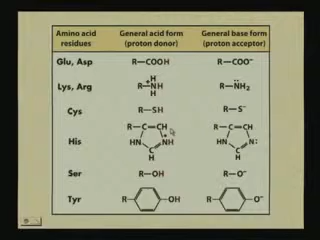 Amino acid residues General acid form (proton donor) General base form (proton acceptor)
Glu, Asp R—COOH R—COO⁻
Lys, Arg R—⁺NH H H R—N̈H₂
Cys R—SH R—S⁻
His R—C=CH HN ⁺NH C H R—C=CH HN N: C H
Ser R—OH R—O⁻
Tyr R— —OH R— —O⁻